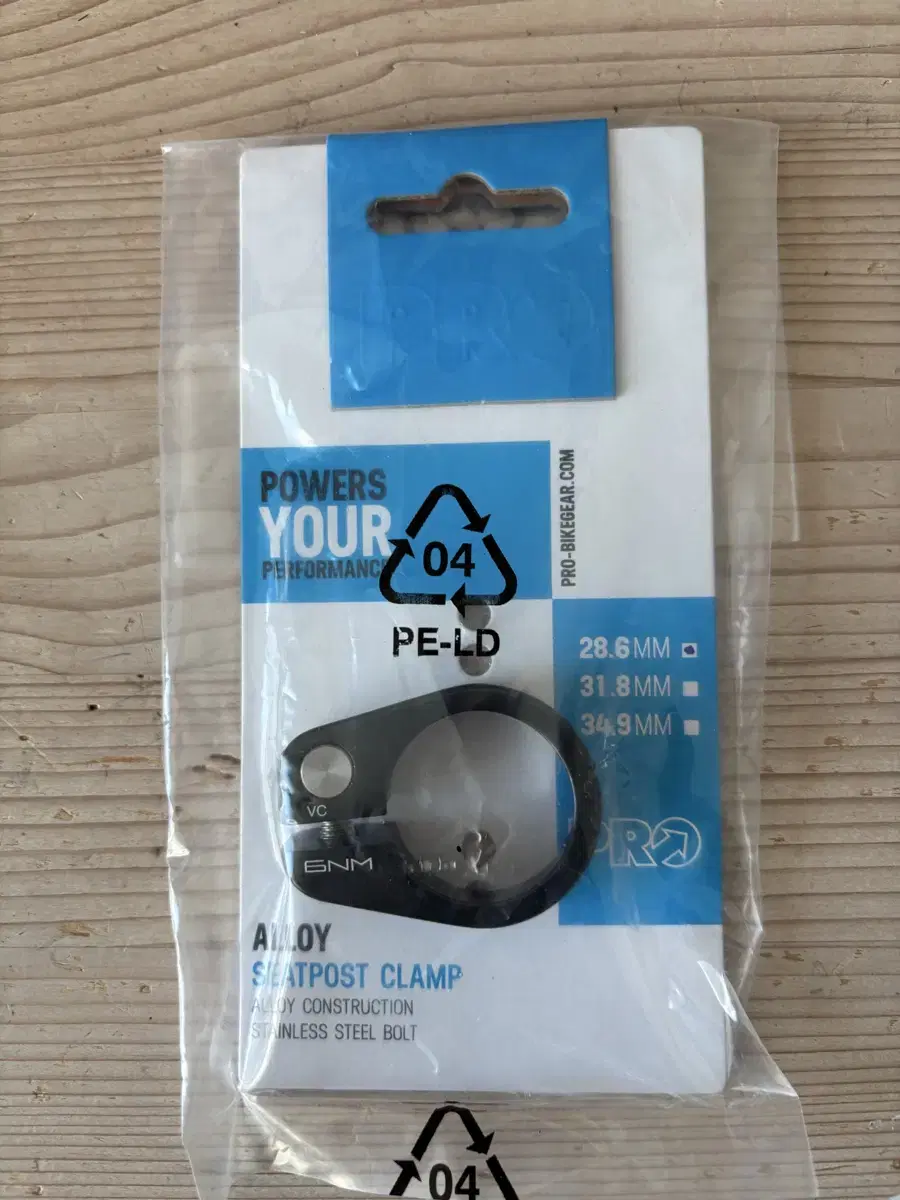 PRO
POWERS
YOUR
PERFORMANCE
PRO-BIKEGEAR.COM
04
PE-LD
28.6MM
31.8MM
34.9MM
VC
6NM
PRO
ALLOY
SEATPOST CLAMP
ALLOY CONSTRUCTION
STAINLESS STEEL BOLT
04